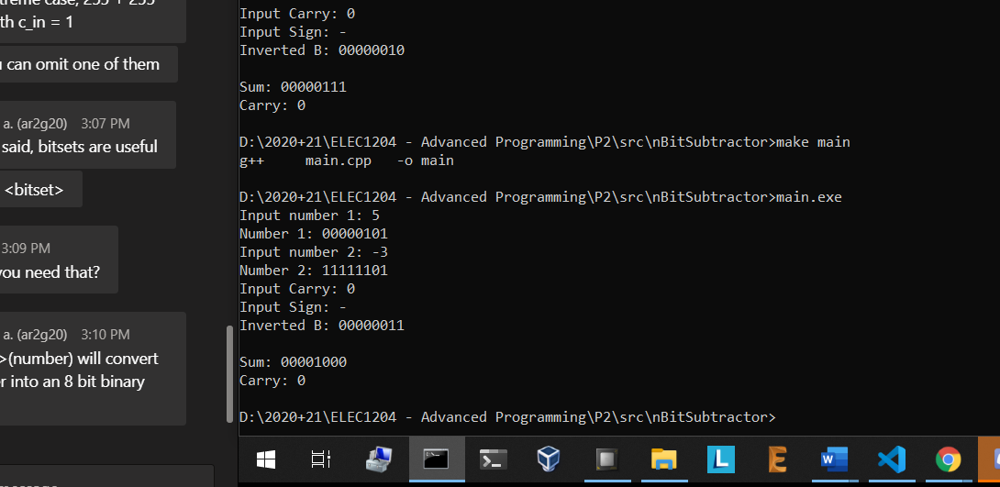 th c_in = 1
can omit one of them
a. (ar2g20) 3:07 PM
said, bitsets are useful
<bitset>
3:09 PM
you need that?
a. (ar2g20) 3:10 PM
>(number) will convert
r into an 8 bit binary
Input Carry: 0
Input Sign: -
Inverted B: 00000010
Sum: 00000111
Carry: 0
D:\2020+21\ELEC1204 - Advanced Programming\P2\src\nBitSubtractor>make main
g++ main.cpp -o main
D:\2020+21\ELEC1204 - Advanced Programming\P2\src\nBitSubtractor>main.exe
Input number 1: 5
Number 1: 00000101
Input number 2: -3
Number 2: 11111101
Input Carry: 0
Input Sign: -
Inverted B: 00000011
Sum: 00001000
Carry: 0
D:\2020+21\ELEC1204 - Advanced Programming\P2\src\nBitSubtractor>
L
E
W